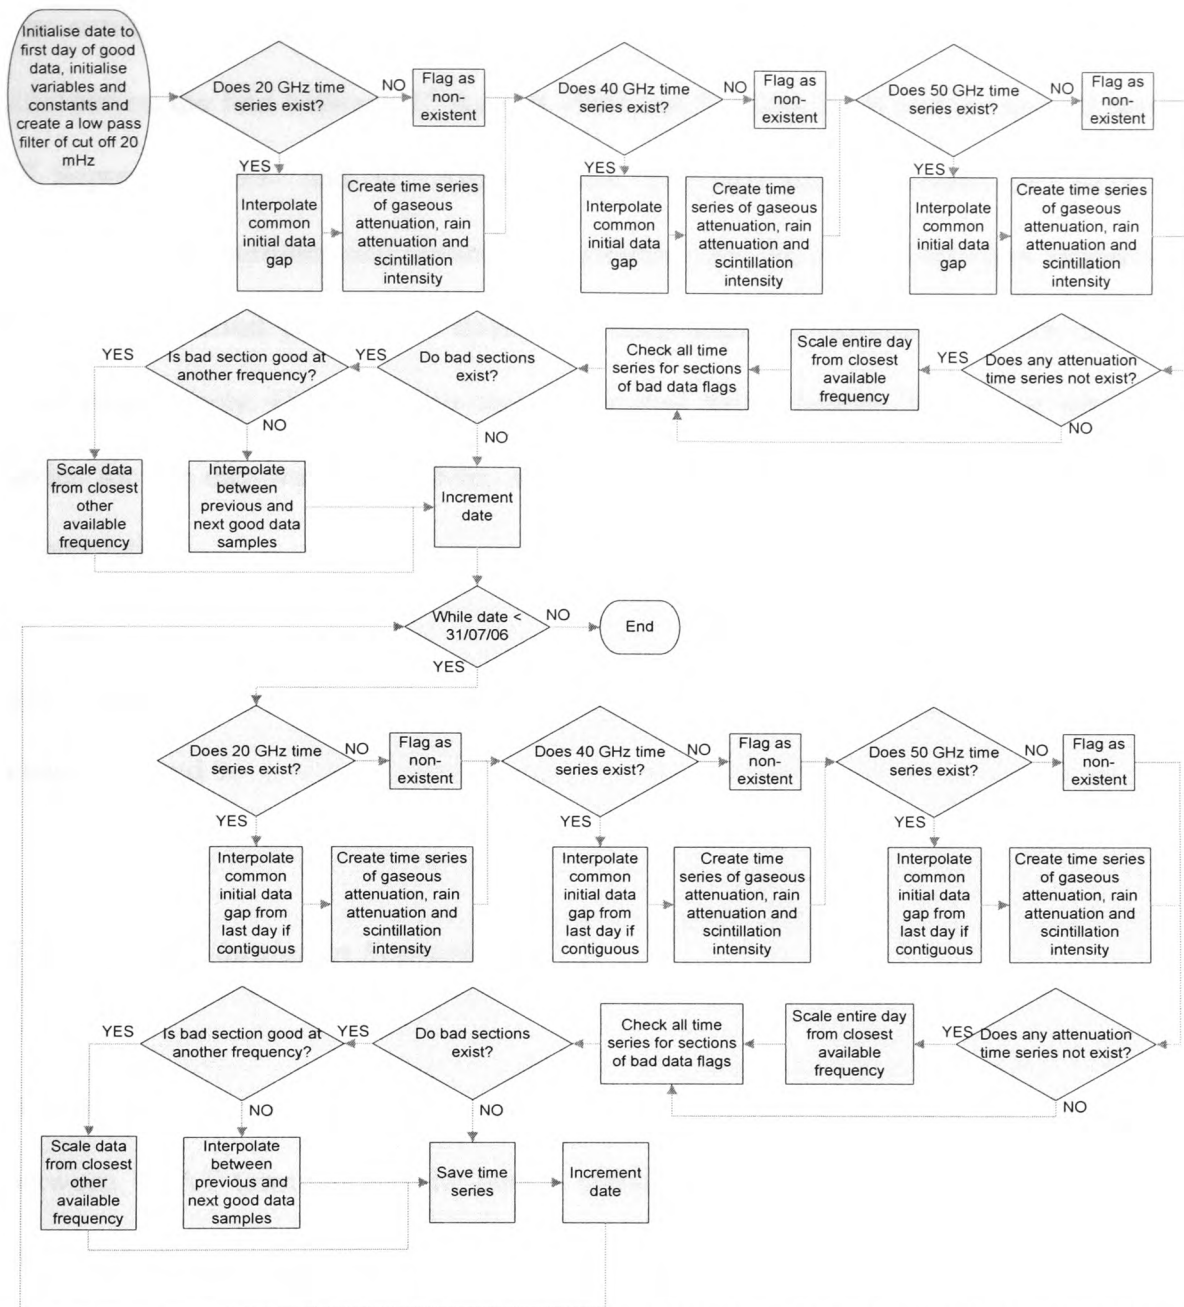 Initialise date to
first day of good
data, initialise
variables and
constants and
create a low pass
filter of cut off 20
mHz
Does 20 GHz time
series exist?
NO
Flag as
non-
existent
YES
Interpolate
common
initial data
gap
Create time series
of gaseous
attenuation, rain
attenuation and
scintillation
intensity
Does 40 GHz time
series exist?
NO
Flag as
non-
existent
YES
Interpolate
common
initial data
gap
Create time
series of gaseous
attenuation, rain
attenuation and
scintillation
intensity
Does 50 GHz time
series exist?
NO
Flag as
non-
existent
YES
Interpolate
common
initial data
gap
Create time series
of gaseous
attenuation, rain
attenuation and
scintillation
intensity
Does any attenuation
time series not exist?
YES
NO
Scale entire day
from closest
available
frequency
Check all time
series for sections
of bad data flags
Do bad sections
exist?
YES
NO
Is bad section good at
another frequency?
YES
NO
Scale data
from closest
other
available
frequency
Interpolate
between
previous and
next good data
samples
Increment
date
While date <
31/07/06
NO
End
YES
Does 20 GHz time
series exist?
NO
Flag as
non-
existent
YES
Interpolate
common
initial data
gap from
last day if
contiguous
Create time series
of gaseous
attenuation, rain
attenuation and
scintillation
intensity
Does 40 GHz time
series exist?
NO
Flag as
non-
existent
YES
Interpolate
common
initial data
gap from
last day if
contiguous
Create time
series of gaseous
attenuation, rain
attenuation and
scintillation
intensity
Does 50 GHz time
series exist?
NO
Flag as
non-
existent
YES
Interpolate
common
initial data
gap from
last day if
contiguous
Create time series
of gaseous
attenuation, rain
attenuation and
scintillation
intensity
Does any attenuation
time series not exist?
YES
NO
Scale entire day
from closest
available
frequency
Check all time
series for sections
of bad data flags
Do bad sections
exist?
YES
NO
Is bad section good at
another frequency?
YES
NO
Scale data
from closest
other
available
frequency
Interpolate
between
previous and
next good data
samples
Save time
series
Increment
date